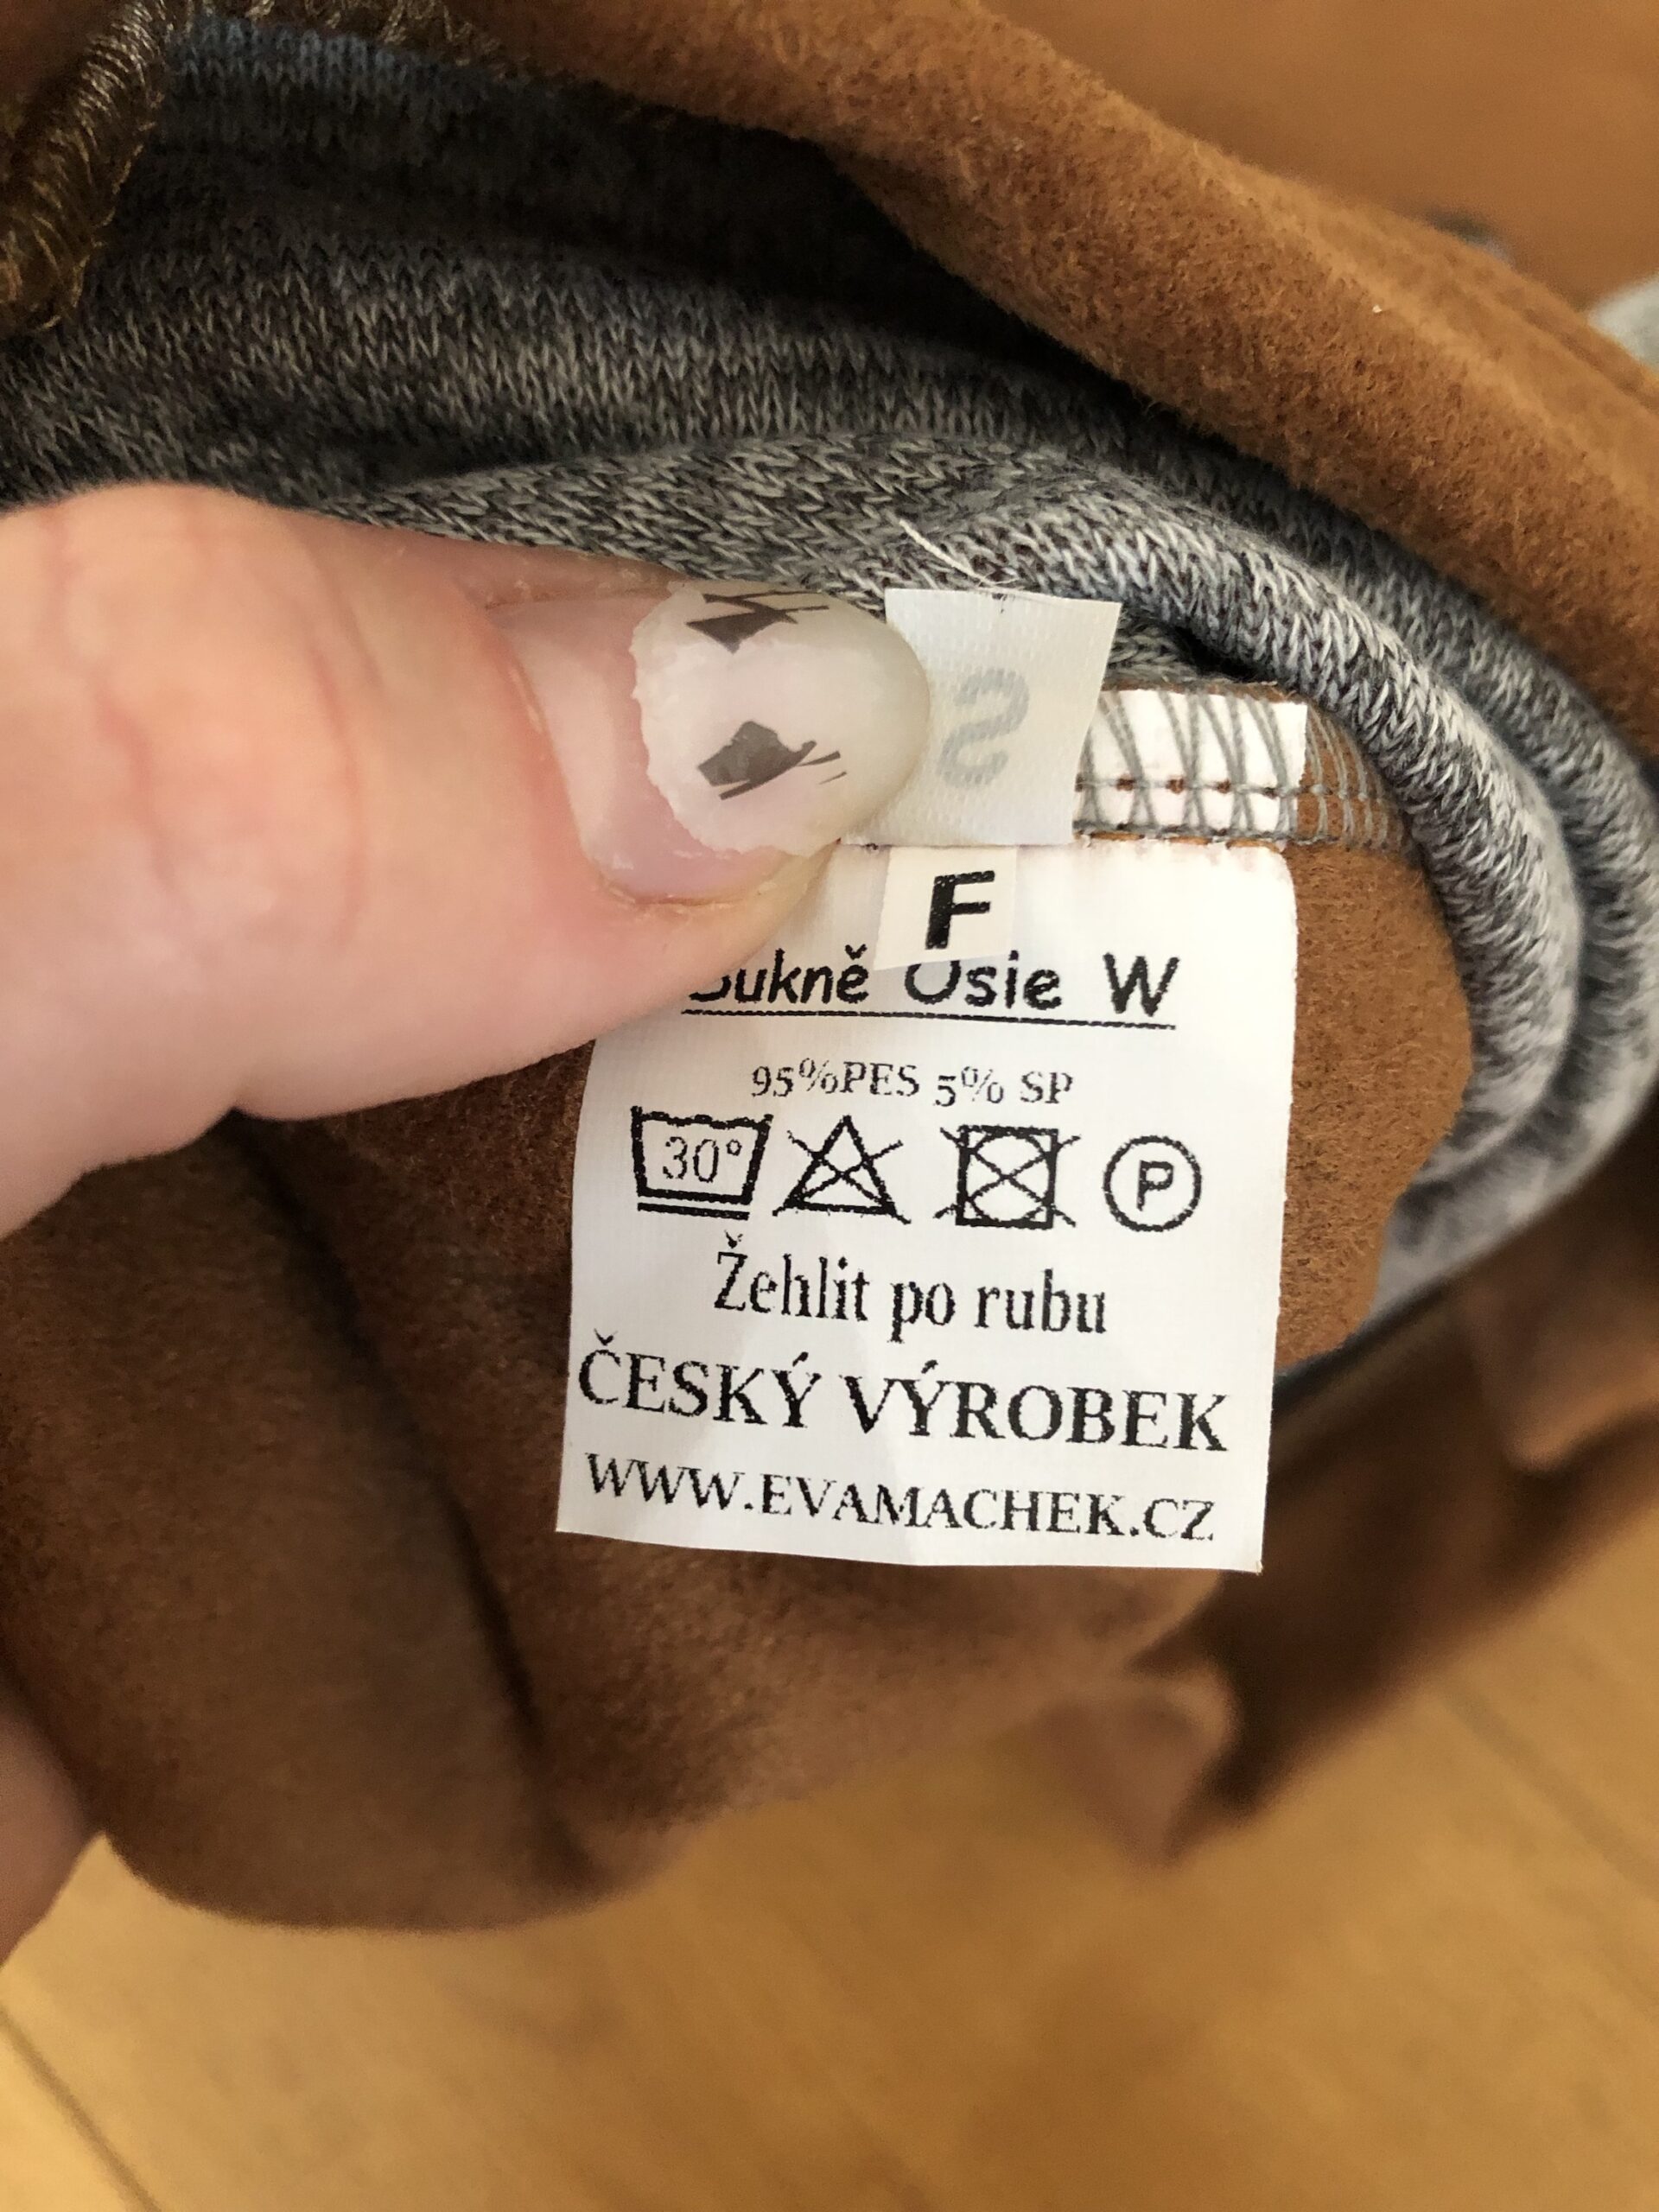 S
F
Sukně Osie W
95%PES 5% SP
30°
P
Žehlit po rubu
ČESKÝ VÝROBEK
WWW.EVAMACHEK.CZ